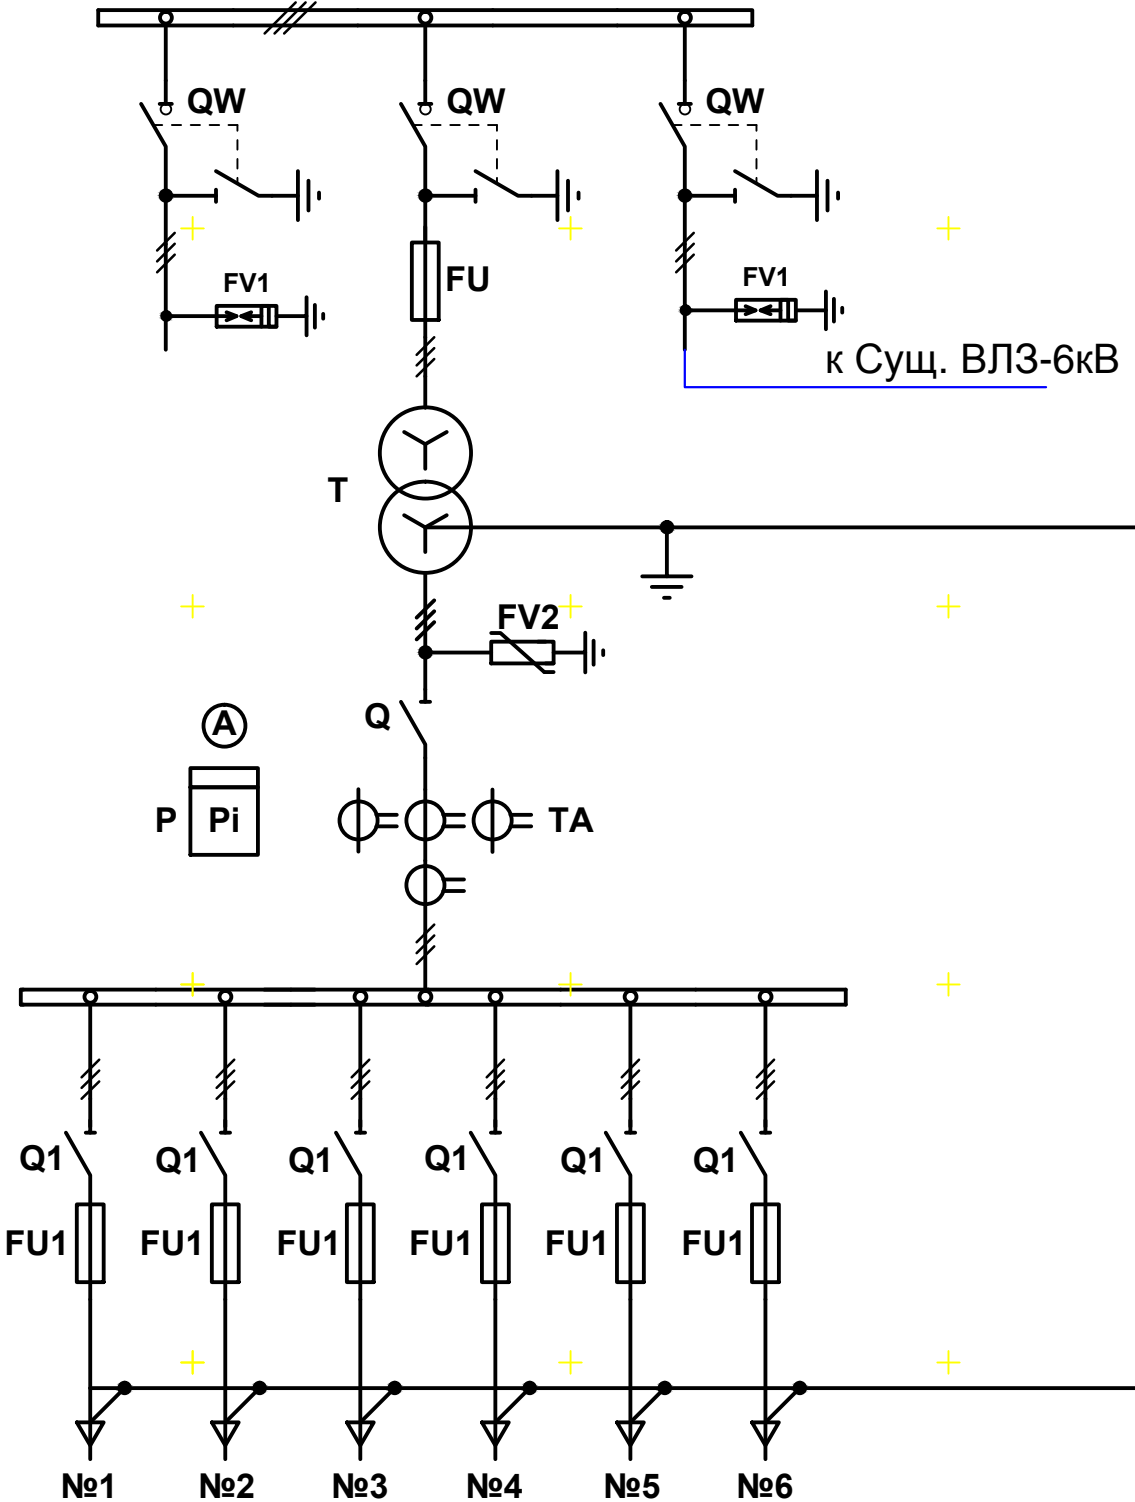 QW QW QW
FV1 FU FV1
к Сущ. ВЛЗ-6кВ
T
FV2
A Q
P Pi TA
Q1 Q1 Q1 Q1 Q1 Q1
FU1 FU1 FU1 FU1 FU1 FU1
№1 №2 №3 №4 №5 №6